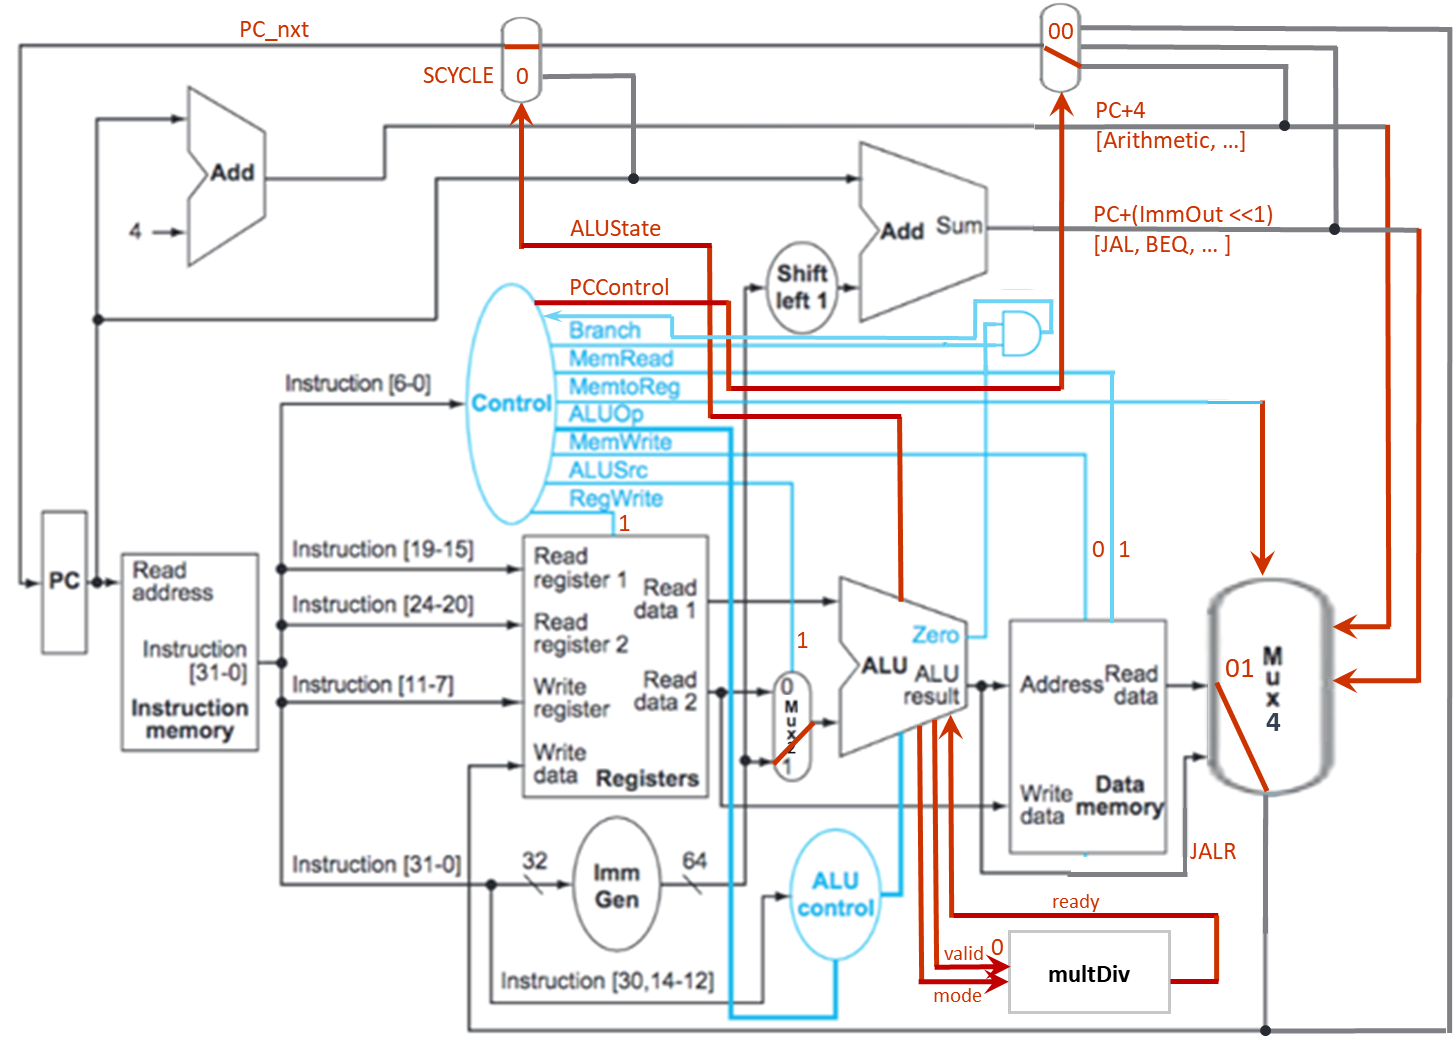 PC_nxt
00
SCYCLE
0
PC+4
[Arithmetic, ...]
Add
4
ALUState
Add
Sum
PC+(ImmOut <<1)
[JAL, BEQ, ... ]
Shift
left 1
PCControl
Branch
MemRead
MemtoReg
ALUOp
MemWrite
ALUSrc
RegWrite
Control
Instruction [6-0]
1
0
1
PC
Read
address
Instruction
[31-0]
Instruction
memory
Instruction [19-15]
Instruction [24-20]
Instruction [11-7]
Read
register 1
Read
register 2
Write
register
Write
data
Read
data 1
Read
data 2
Registers
1
0
M
u
x
2
1
ALU
Zero
ALU
result
Address
Read
data
Write
data
Data
memory
01
M
u
x
4
JALR
Instruction [31-0]
32
Imm
Gen
64
ALU
control
Instruction [30,14-12]
ready
valid
0
mode
multDiv